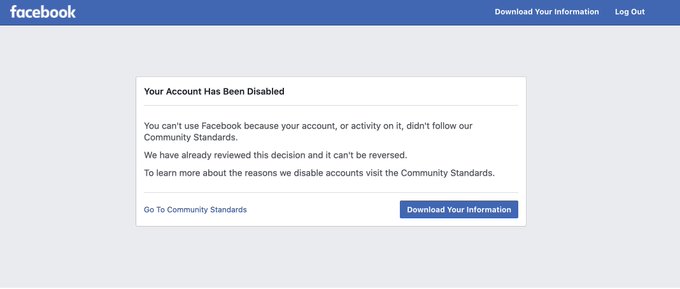 facebook
Download Your Information
Log Out
Your Account Has Been Disabled
You can't use Facebook because your account, or activity on it, didn't follow our
Community Standards.
We have already reviewed this decision and it can't be reversed.
To learn more about the reasons we disable accounts visit the Community Standards.
Go To Community Standards
Download Your Information